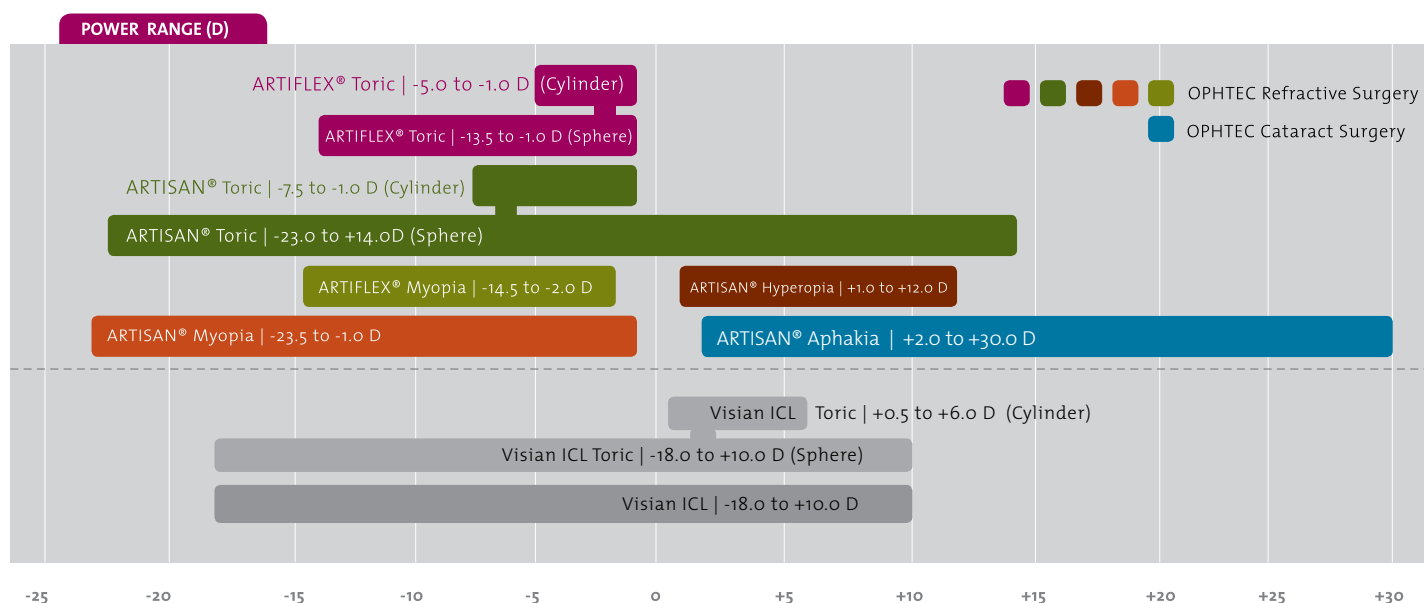 POWER RANGE (D)
ARTIFLEX® Toric | -5.0 to -1.0 D (Cylinder)
OPHTEC Refractive Surgery
OPHTEC Cataract Surgery
ARTIFLEX® Toric | -13.5 to -1.0 D (Sphere)
ARTISAN® Toric | -7.5 to -1.0 D (Cylinder)
ARTISAN® Toric | -23.0 to +14.0D (Sphere)
ARTIFLEX® Myopia | -14.5 to -2.0 D
ARTISAN® Hyperopia | +1.0 to +12.0 D
ARTISAN® Myopia | -23.5 to -1.0 D
ARTISAN® Aphakia | +2.0 to +30.0 D
Visian ICL Toric | +0.5 to +6.0 D (Cylinder)
Visian ICL Toric | -18.0 to +10.0 D (Sphere)
Visian ICL | -18.0 to +10.0 D
-25 -20 -15 -10 -5 0 +5 +10 +15 +20 +25 +30